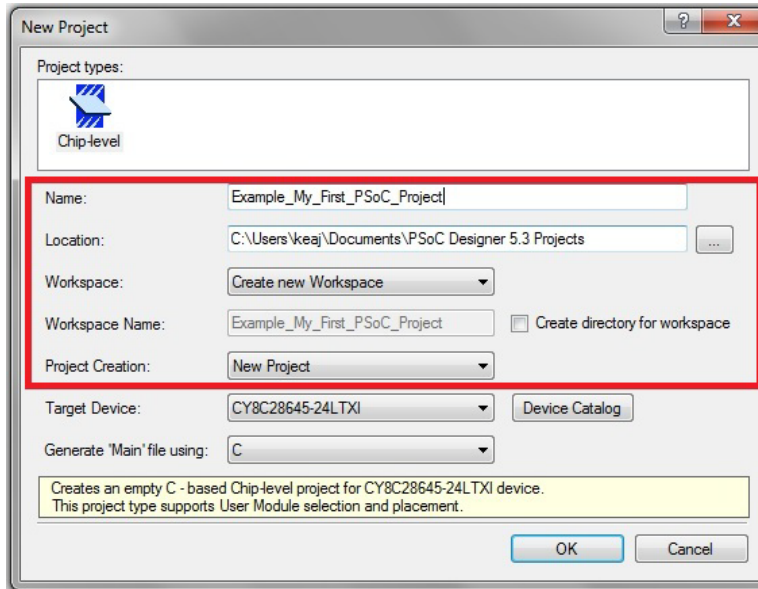 New Project
Project types:
Chip-level
Name: Example_My_First_PSoC_Project
Location: C:\Users\keaj\Documents\PSoC Designer 5.3 Projects ...
Workspace: Create new Workspace
Workspace Name: Example_My_First_PSoC_Project Create directory for workspace
Project Creation: New Project
Target Device: CY8C28645-24LTXI Device Catalog
Generate 'Main' file using: C
Creates an empty C - based Chip-level project for CY8C28645-24LTXI device.
This project type supports User Module selection and placement.
OK Cancel